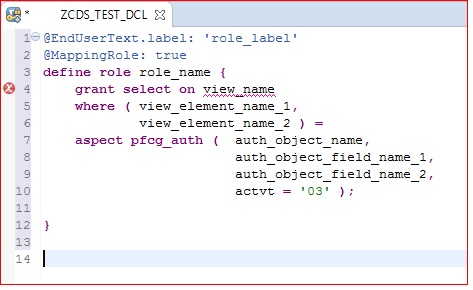 * ZCDS_TEST_DCL
1 @EndUserText.label: 'role_label'
2 @MappingRole: true
3 define role role_name {
4     grant select on view_name
5     where ( view_element_name_1,
6             view_element_name_2 ) =
7     aspect pfcg_auth (  auth_object_name,
8                         auth_object_field_name_1,
9                         auth_object_field_name_2,
10                         actvt = '03' );
11
12 }
13
14